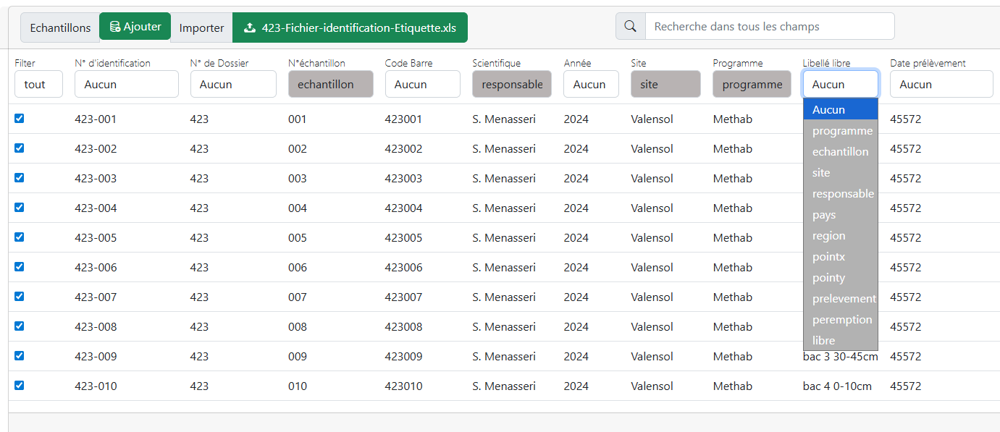 Echantillons Ajouter Importer 423-Fichier-identification-Etiquette.xls Recherche dans tous les champs
Filter N° d'identification N° de Dossier N°échantillon Code Barre Scientifique Année Site Programme Libellé libre Date prélèvement
tout Aucun Aucun echantillon Aucun responsable Aucun site programme Aucun Aucun
423-001 423 001 423001 S. Menasseri 2024 Valensol Methab 45572
423-002 423 002 423002 S. Menasseri 2024 Valensol Methab 45572
423-003 423 003 423003 S. Menasseri 2024 Valensol Methab 45572
423-004 423 004 423004 S. Menasseri 2024 Valensol Methab 45572
423-005 423 005 423005 S. Menasseri 2024 Valensol Methab 45572
423-006 423 006 423006 S. Menasseri 2024 Valensol Methab 45572
423-007 423 007 423007 S. Menasseri 2024 Valensol Methab 45572
423-008 423 008 423008 S. Menasseri 2024 Valensol Methab 45572
423-009 423 009 423009 S. Menasseri 2024 Valensol Methab bac 3 30-45cm 45572
423-010 423 010 423010 S. Menasseri 2024 Valensol Methab bac 4 0-10cm 45572
Aucun
programme
echantillon
site
responsable
pays
region
pointx
pointy
prelevement
peremption
libre